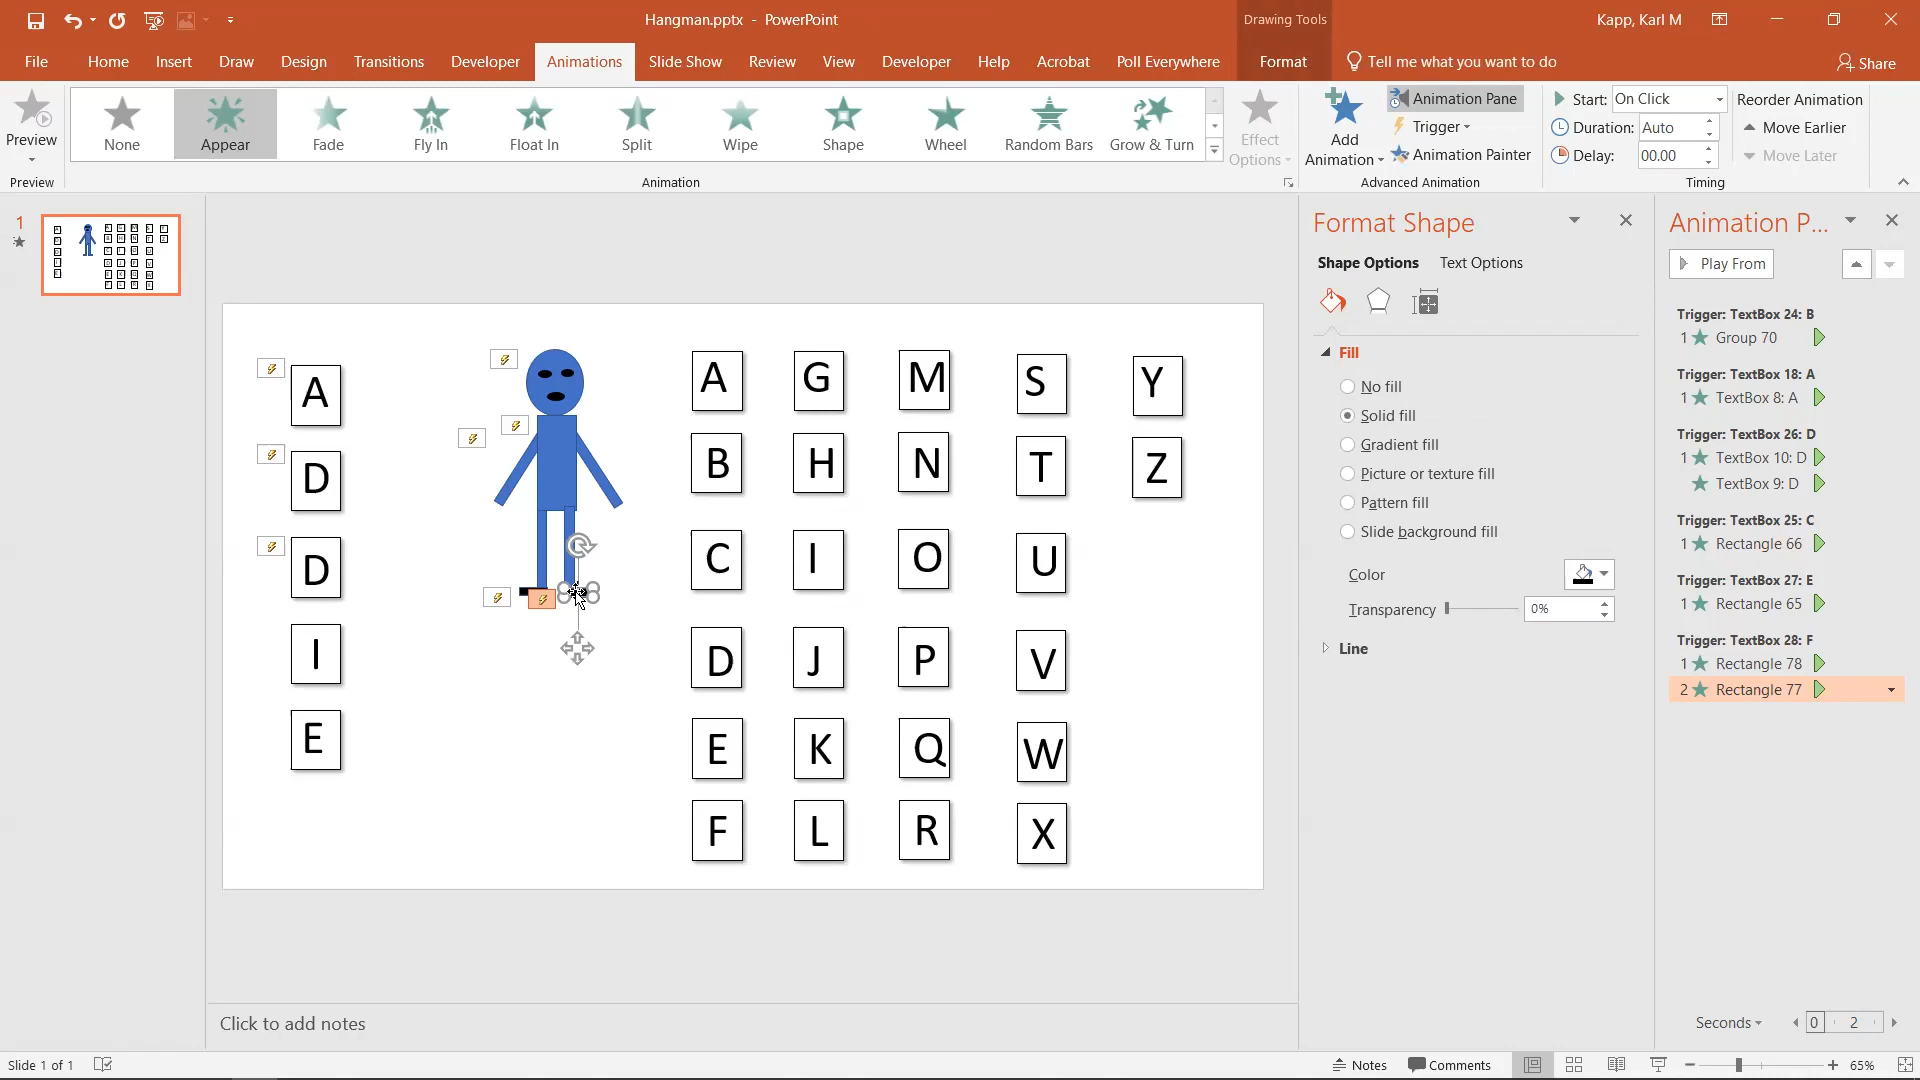 Hangman.pptx - PowerPoint
Drawing Tools
Kapp, Karl M
File Home Insert Draw Design Transitions Developer Animations Slide Show Review View Developer Help Acrobat Poll Everywhere Format Tell me what you want to do Share
Preview
None Appear Fade Fly In Float In Split Wipe Shape Wheel Random Bars Grow & Turn
Effect Options
Add Animation
Animation Pane
Trigger
Animation Painter
Start: On Click
Duration: Auto
Delay: 00.00
Reorder Animation
Move Earlier
Move Later
Preview
Animation
Advanced Animation
Timing
1
A
D
D
I
E
A G M S Y
B H N T Z
C I O U
D J P V
E K Q W
F L R X
Format Shape
Shape Options Text Options
Fill
No fill
Solid fill
Gradient fill
Picture or texture fill
Pattern fill
Slide background fill
Color
Transparency 0%
Line
Animation P...
Play From
Trigger: TextBox 24: B
1 Group 70
Trigger: TextBox 18: A
1 TextBox 8: A
Trigger: TextBox 26: D
1 TextBox 10: D
TextBox 9: D
Trigger: TextBox 25: C
1 Rectangle 66
Trigger: TextBox 27: E
1 Rectangle 65
Trigger: TextBox 28: F
1 Rectangle 78
2 Rectangle 77
Seconds 0 2
Click to add notes
Slide 1 of 1
Notes Comments 65%